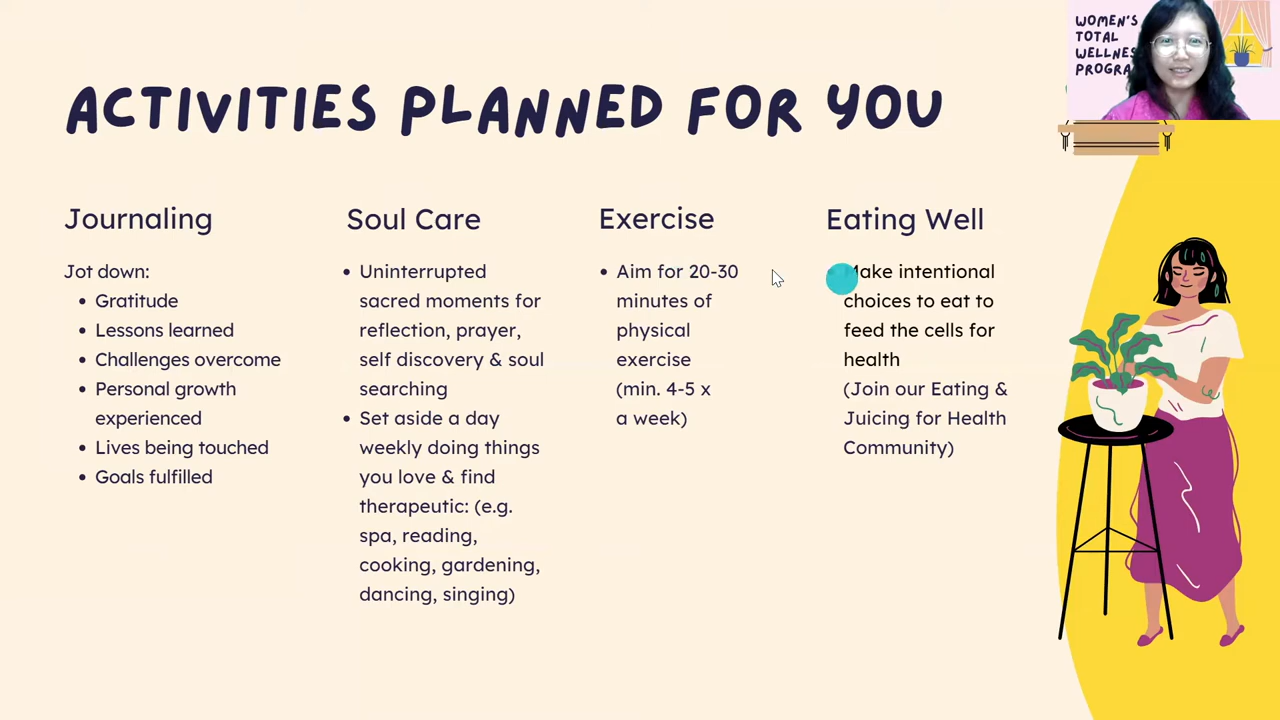 ACTIVITIES PLANNED FOR YOU
WOMEN'S
TOTAL
Journaling
Jot down:
• Gratitude
• Lessons learned
• Challenges overcome
• Personal growth
experienced
• Lives being touched
• Goals fulfilled
Soul Care
• Uninterrupted
sacred moments for
reflection, prayer,
self discovery & soul
searching
• Set aside a day
weekly doing things
you love & find
therapeutic: (e.g.
spa, reading,
cooking, gardening,
dancing, singing)
Exercise
• Aim for 20-30
minutes of
physical
exercise
(min. 4-5 x
a week)
Eating Well
Make intentional
choices to eat to
feed the cells for
health
(Join our Eating &
Juicing for Health
Community)